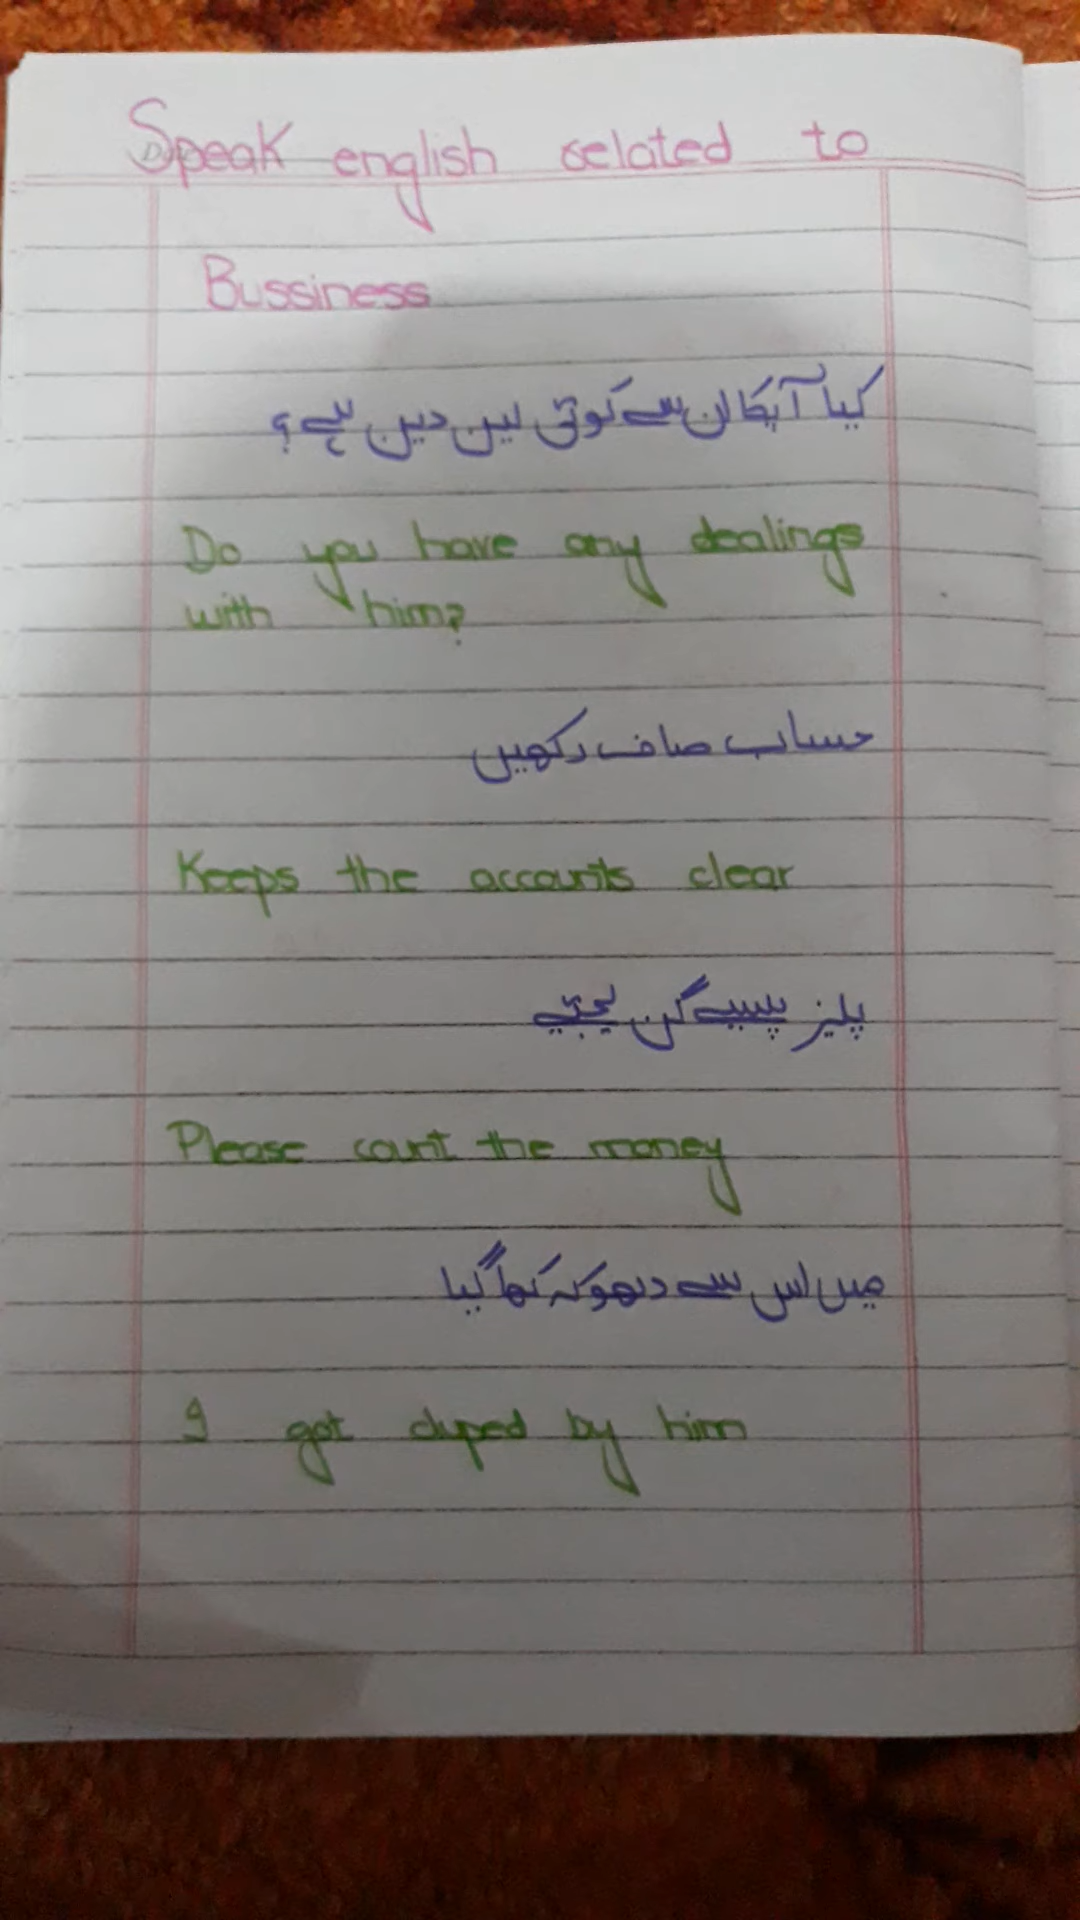 Speak english related to
Bussiness
کیا آپکا ان سے کوئی لین دین ہے؟
Do you have any dealings
with him?
حساب صاف رکھیں
Keeps the accounts clear
پلیز پیسے گن لیجئیے
Please count the money
میں اس سے دھوکہ کھا گیا
I got duped by him